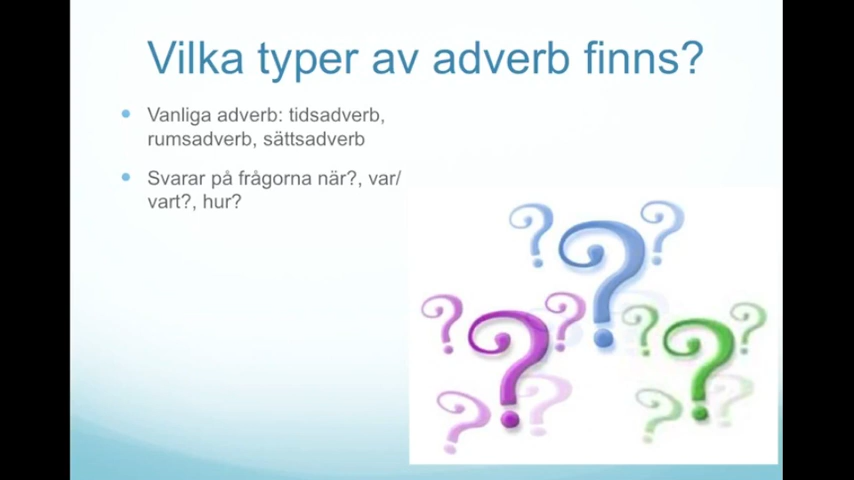 Vilka typer av adverb finns?
Vanliga adverb: tidsadverb,
rumsadverb, sättsadverb
Svarar på frågorna när?, var/
vart?, hur?